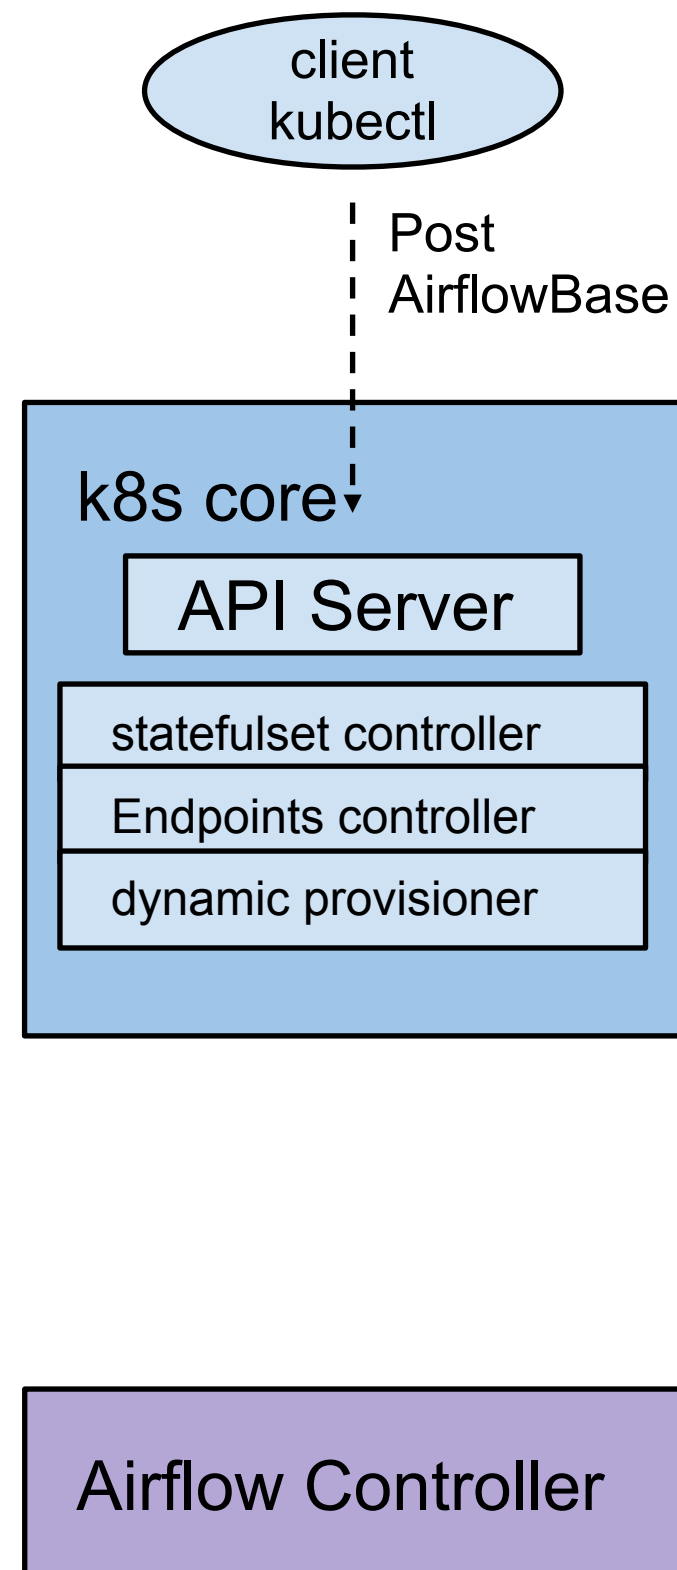 client
kubectl
Post
AirflowBase
k8s core
API Server
statefulset controller
Endpoints controller
dynamic provisioner
Airflow Controller